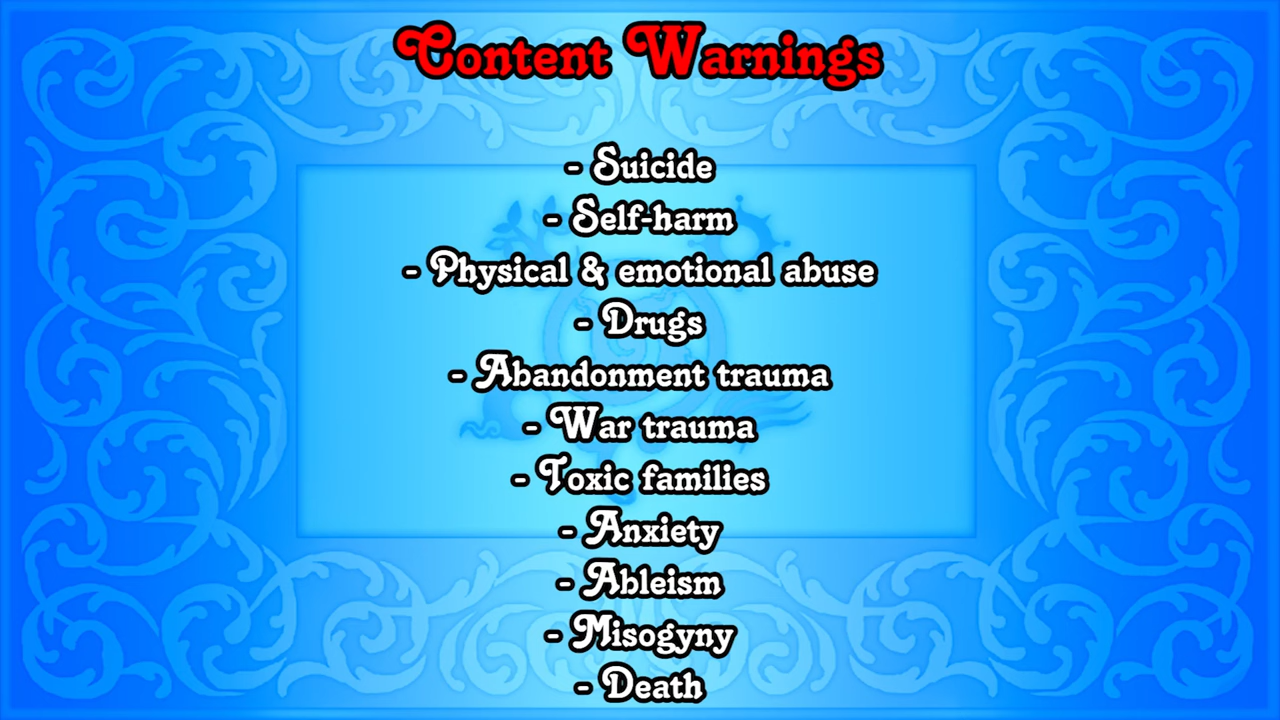 Content Warnings
- Suicide
- Self-harm
- Physical & emotional abuse
- Drugs
- Abandonment trauma
- War trauma
- Toxic families
- Anxiety
- Ableism
- Misogyny
- Death